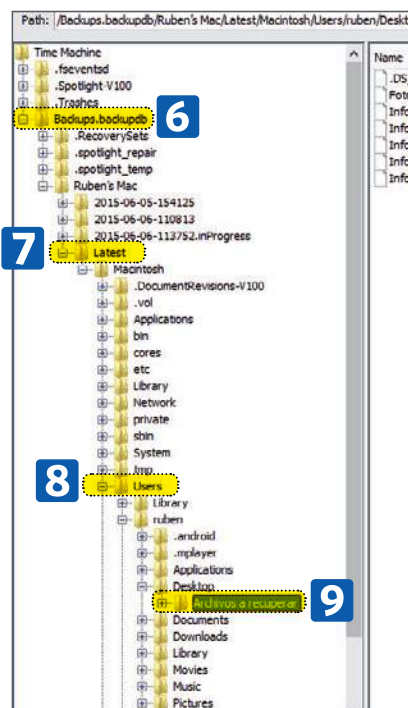 Path: /Backups.backupdb/Ruben's Mac/Latest/Macintosh/Users/ruben/Deskt
Name
Time Machine
.fseventsd
.Spotlight-V100
.Trashes
Backups.backupdb
6
.RecoverySets
.spotlight_repair
.spotlight_temp
Ruben's Mac
2015-06-05-154125
2015-06-06-110813
2015-06-06-113752.inProgress
7
Latest
Macintosh
.DocumentRevisions-V100
.vol
Applications
bin
cores
etc
Library
Network
private
sbin
System
tmp
8
Users
Library
ruben
.android
.mplayer
Applications
Desktop
Archivos a recuperar
9
Documents
Downloads
Library
Movies
Music
Pictures
.DS
Foto
Info
Info
Info
Info
Info